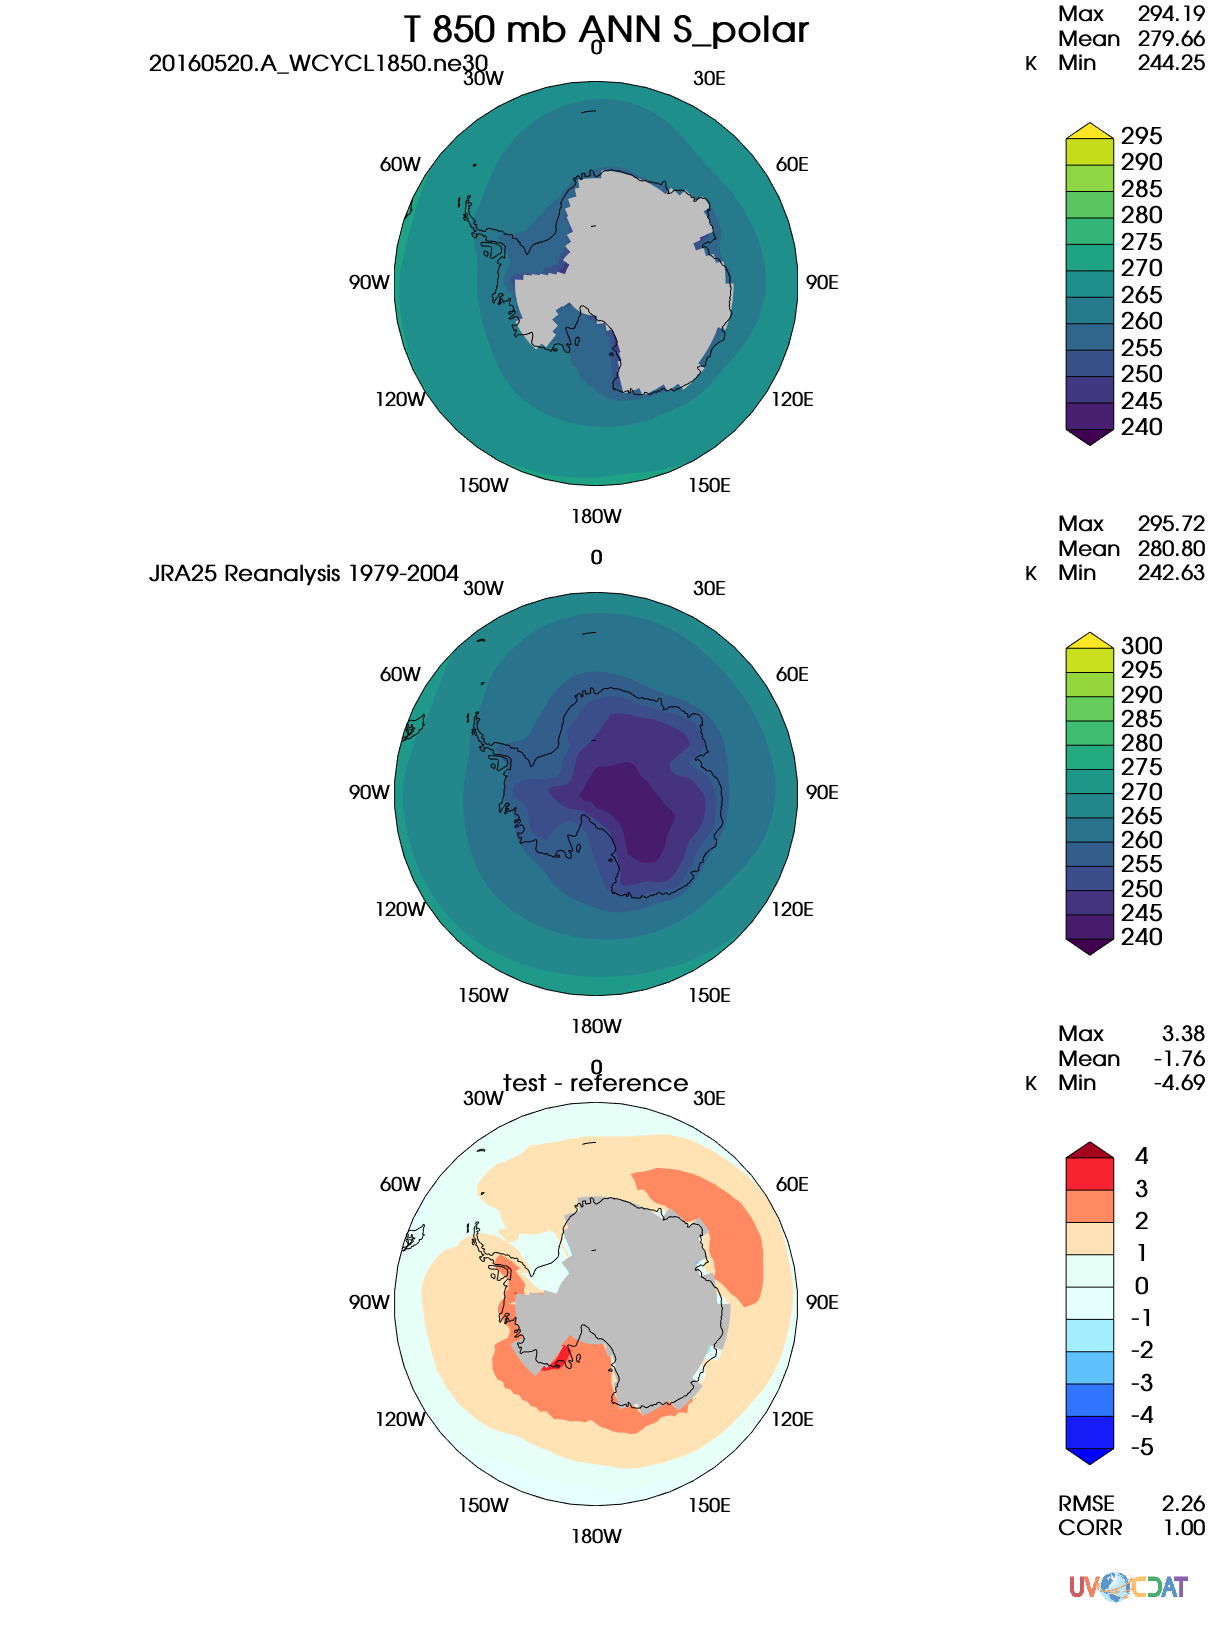 T 850 mb ANN S_polar
20160520.A_WCYCL1850.ne30
K
Max 294.19
Mean 279.66
Min 244.25
0
30W 30E
60W 60E
90W 90E
120W 120E
150W 150E
180W
295
290
285
280
275
270
265
260
255
250
245
240
JRA25 Reanalysis 1979-2004
K
Max 295.72
Mean 280.80
Min 242.63
0
30W 30E
60W 60E
90W 90E
120W 120E
150W 150E
180W
300
295
290
285
280
275
270
265
260
255
250
245
240
test - reference
K
Max 3.38
Mean -1.76
Min -4.69
0
30W 30E
60W 60E
90W 90E
120W 120E
150W 150E
180W
4
3
2
1
0
-1
-2
-3
-4
-5
RMSE 2.26
CORR 1.00
UV CDAT